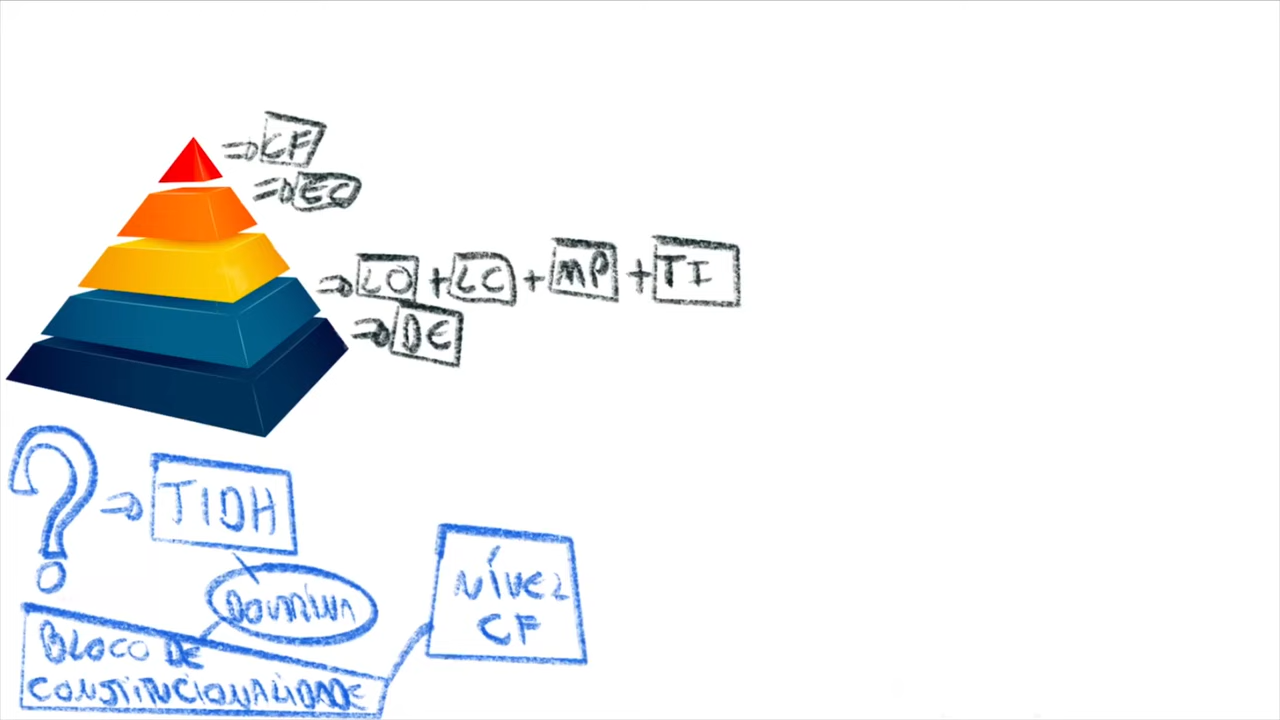 ⇒ CF
⇒ EC
⇒ LO + LC + MP + TI
⇒ DE
? ⇒ TIDH
DOUTRINA
NÍVEL
CF
BLOCO DE
CONSTITUCIONALIDADE